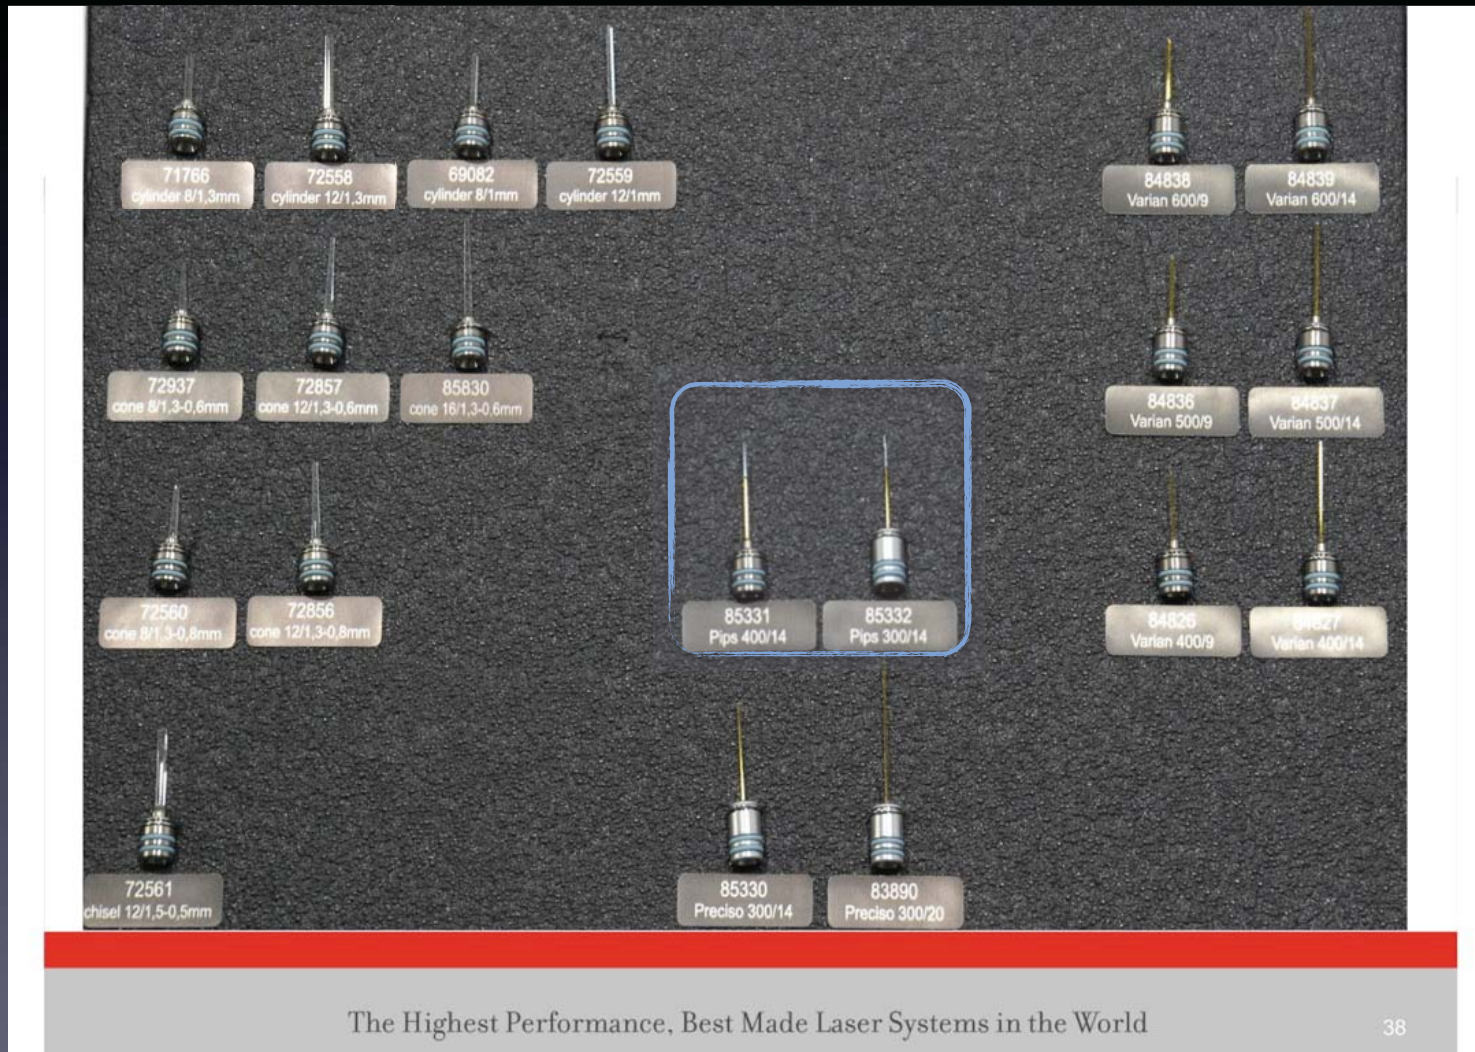 71766
cylinder 8/1,3mm
72558
cylinder 12/1,3mm
69082
cylinder 8/1mm
72559
cylinder 12/1mm
84838
Varian 600/9
84839
Varian 600/14
72937
cone 8/1,3-0,6mm
72857
cone 12/1,3-0,6mm
85830
cone 16/1,3-0,6mm
84836
Varian 500/9
84837
Varian 500/14
72560
cone 8/1,3-0,8mm
72856
cone 12/1,3-0,8mm
85331
Pips 400/14
85332
Pips 300/14
84826
Varian 400/9
84827
Varian 400/14
72561
chisel 12/1,5-0,5mm
85330
Preciso 300/14
83890
Preciso 300/20
The Highest Performance, Best Made Laser Systems in the World
38